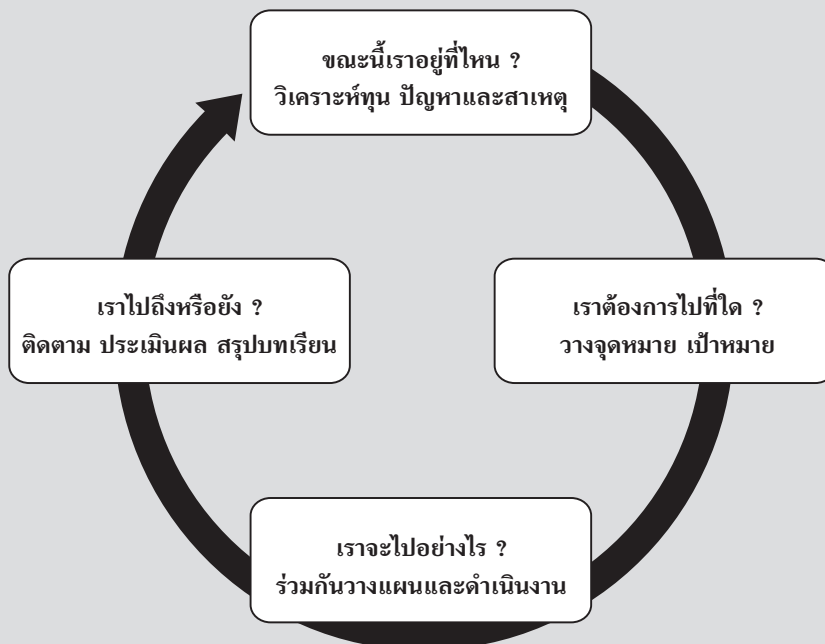 ขณะนี้เราอยู่ที่ไหน ?
วิเคราะห์ทุน ปัญหาและสาเหตุ
เราต้องการไปที่ใด ?
วางจุดหมาย เป้าหมาย
เราจะไปอย่างไร ?
ร่วมกันวางแผนและดำเนินงาน
เราไปถึงหรือยัง ?
ติดตาม ประเมินผล สรุปบทเรียน